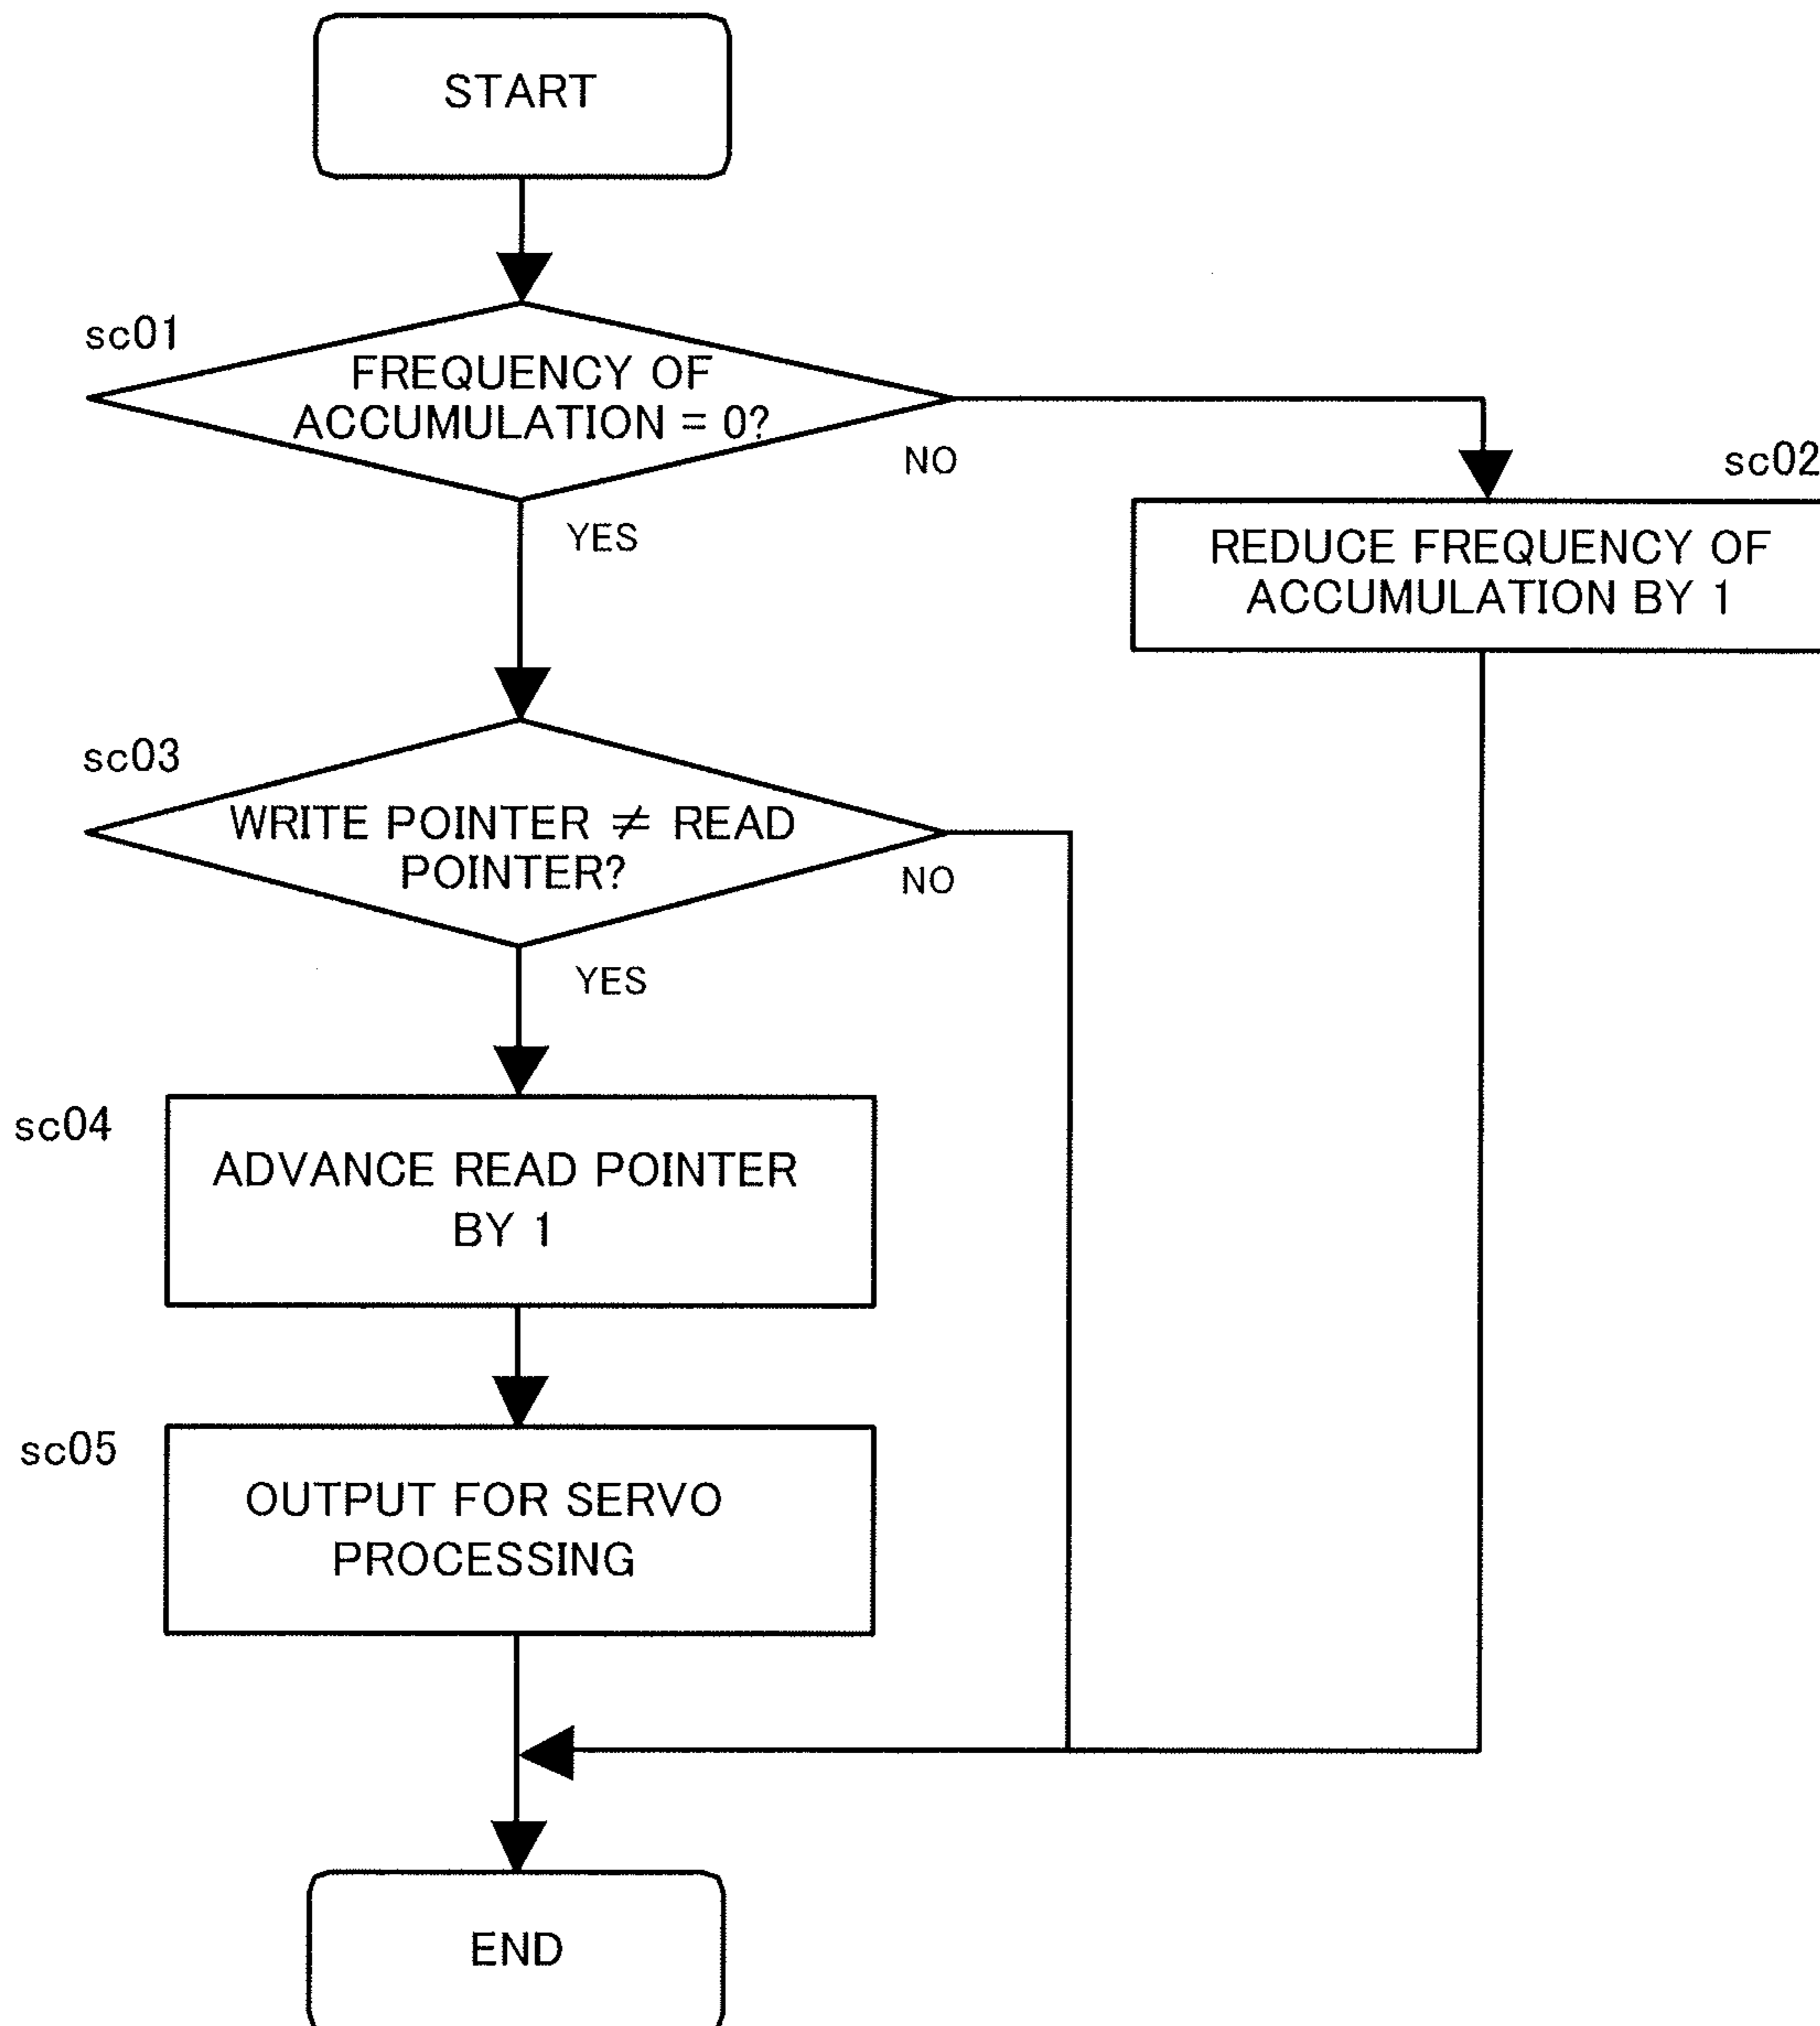 START
sc01
FREQUENCY OF
ACCUMULATION = 0?
NO
YES
sc02
REDUCE FREQUENCY OF
ACCUMULATION BY 1
sc03
WRITE POINTER ≠ READ
POINTER?
NO
YES
sc04
ADVANCE READ POINTER
BY 1
sc05
OUTPUT FOR SERVO
PROCESSING
END